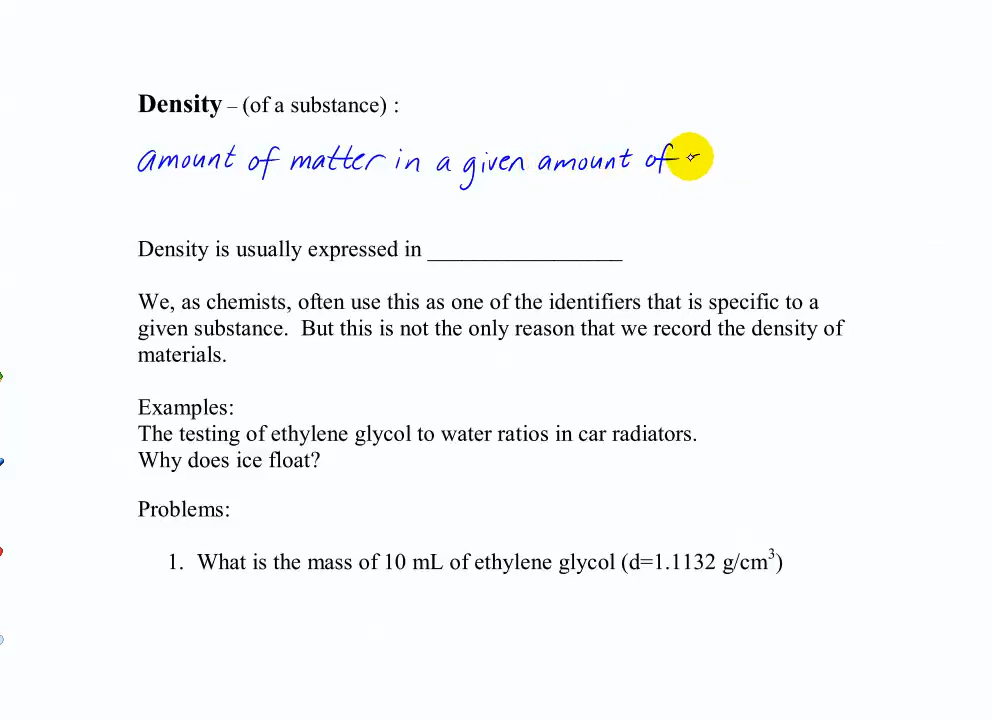 Density – (of a substance) :
amount of matter in a given amount of
Density is usually expressed in _________________
We, as chemists, often use this as one of the identifiers that is specific to a
given substance.  But this is not the only reason that we record the density of
materials.
Examples:
The testing of ethylene glycol to water ratios in car radiators.
Why does ice float?
Problems:
1. What is the mass of 10 mL of ethylene glycol (d=1.1132 g/cm³)